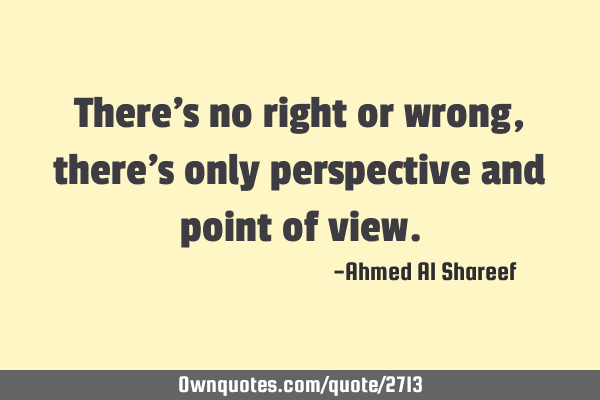 There's no right or wrong,
there's only perspective and
point of view.
-Ahmed Al Shareef
Ownquotes.com/quote/2713